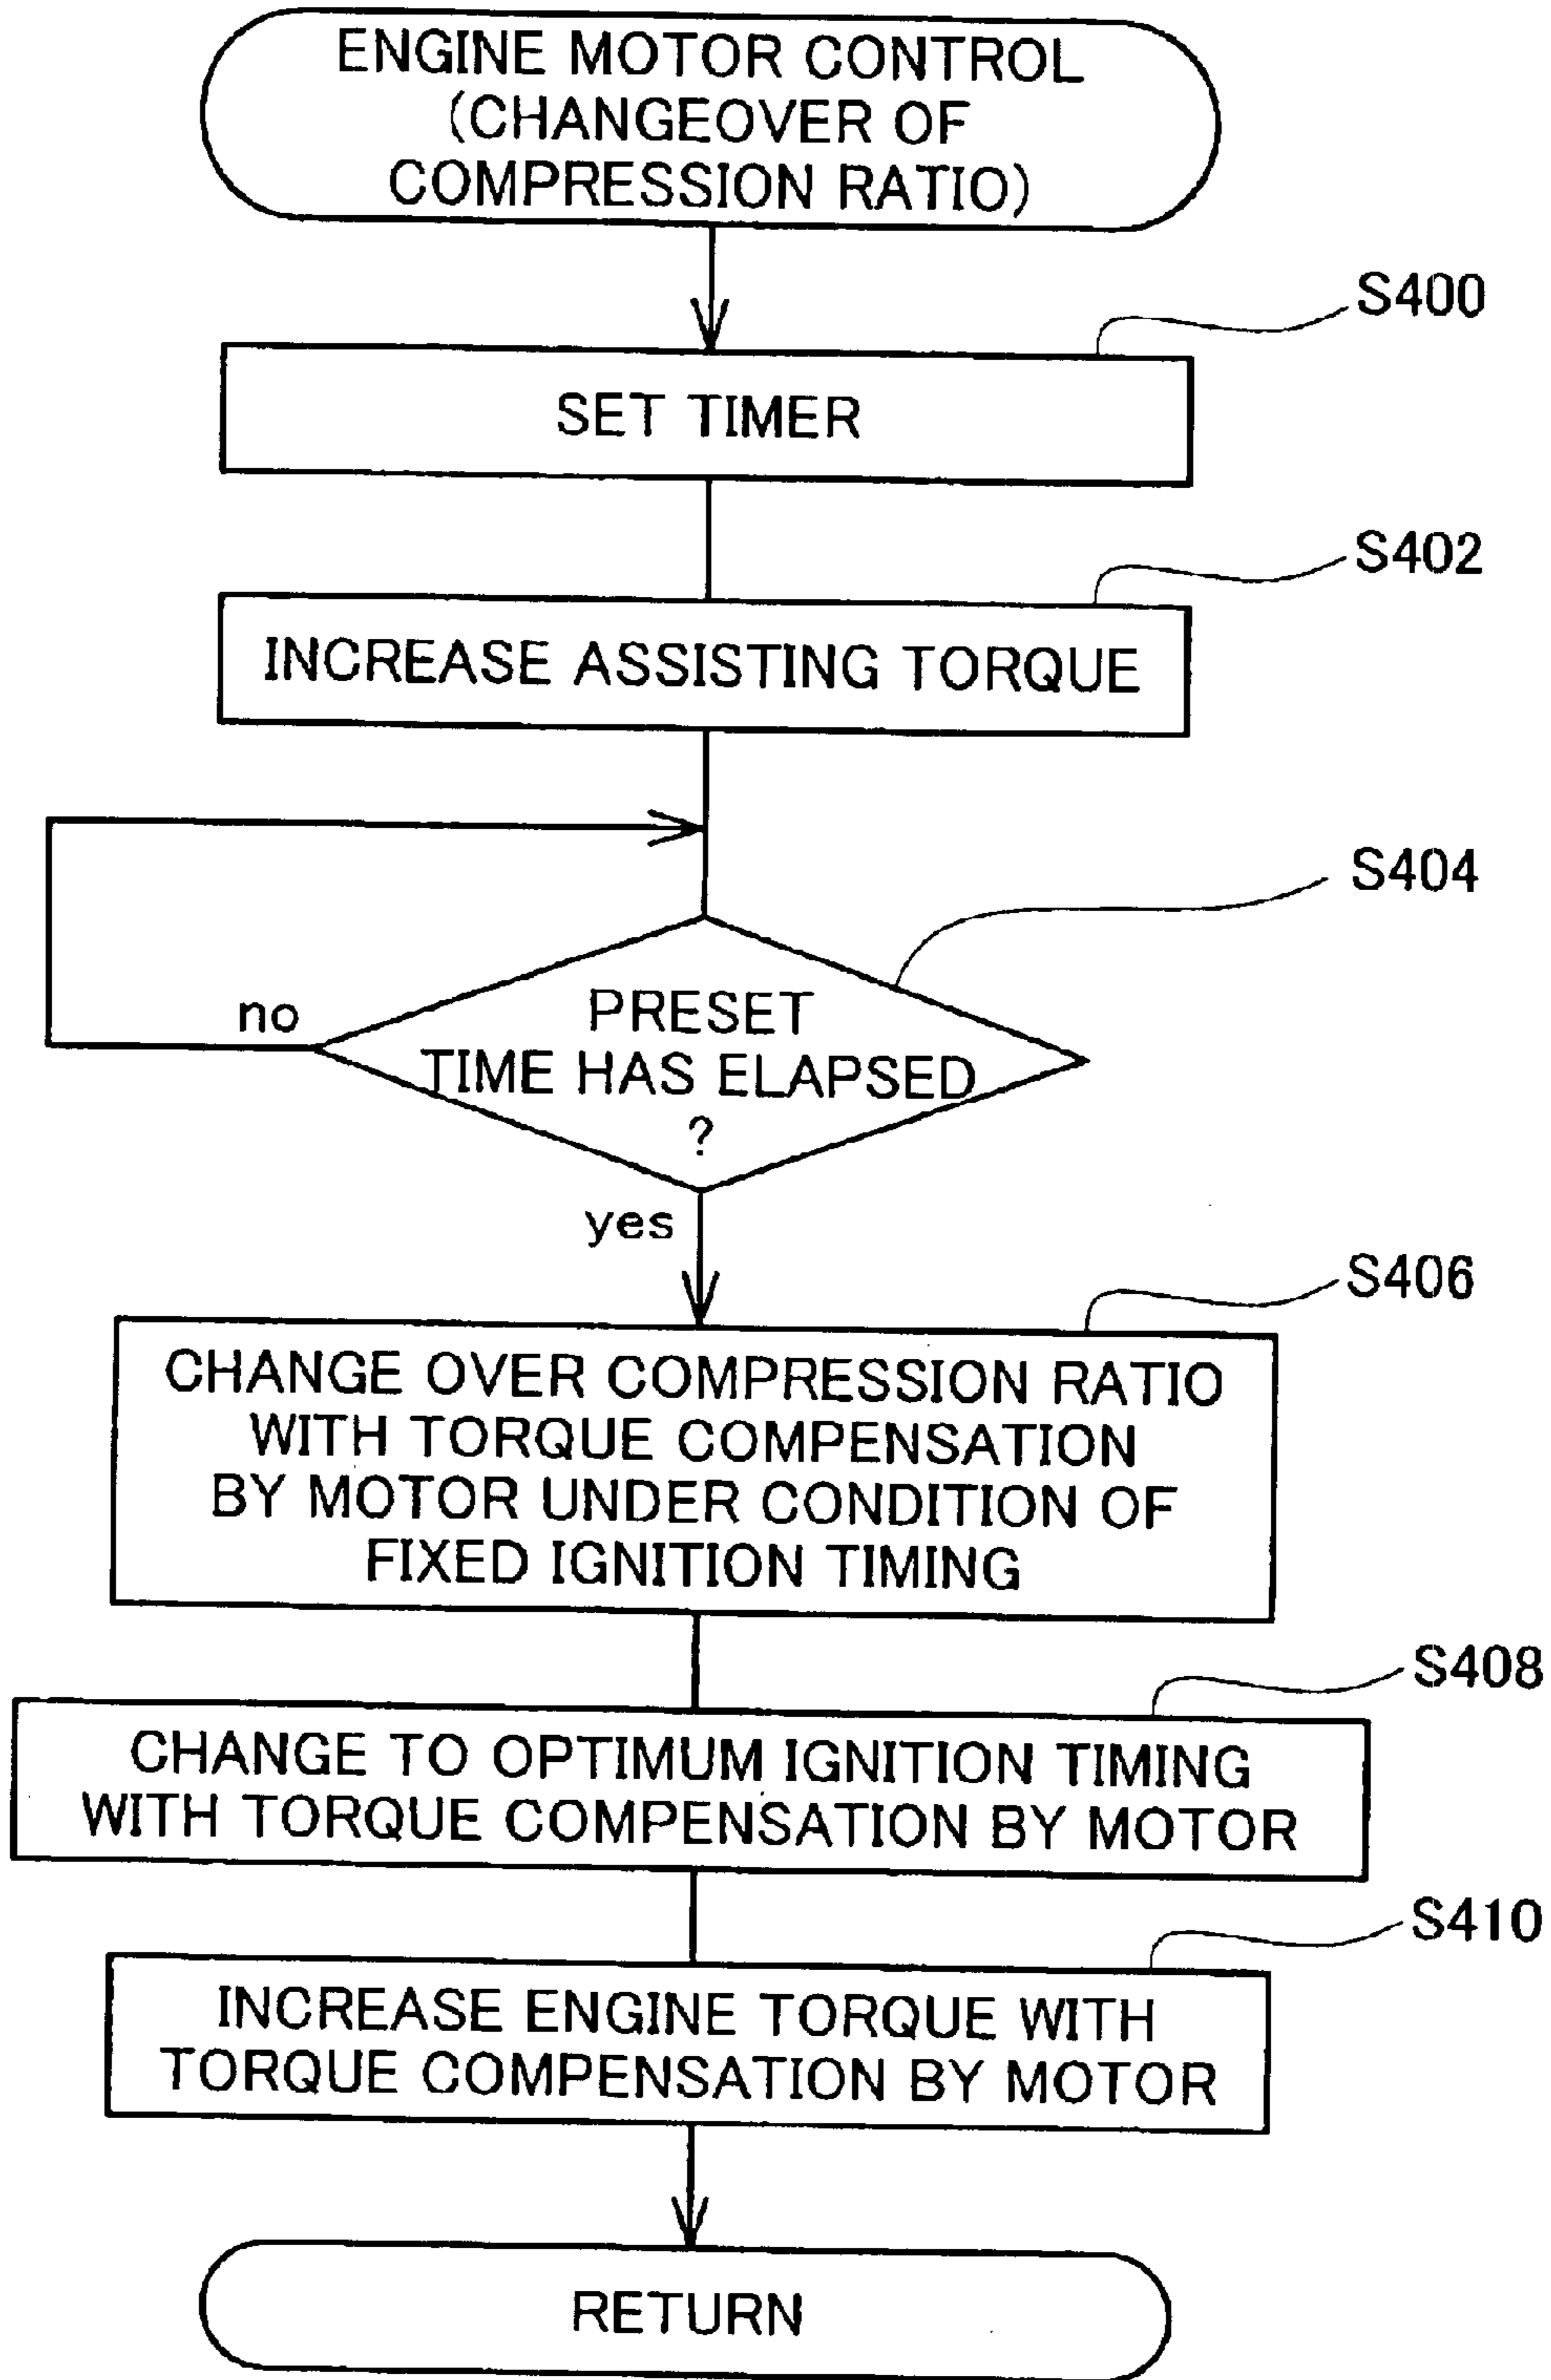 ENGINE MOTOR CONTROL
(CHANGEOVER OF
COMPRESSION RATIO)
S400
SET TIMER
S402
INCREASE ASSISTING TORQUE
S404
no
PRESET
TIME HAS ELAPSED
?
yes
S406
CHANGE OVER COMPRESSION RATIO
WITH TORQUE COMPENSATION
BY MOTOR UNDER CONDITION OF
FIXED IGNITION TIMING
S408
CHANGE TO OPTIMUM IGNITION TIMING
WITH TORQUE COMPENSATION BY MOTOR
S410
INCREASE ENGINE TORQUE WITH
TORQUE COMPENSATION BY MOTOR
RETURN